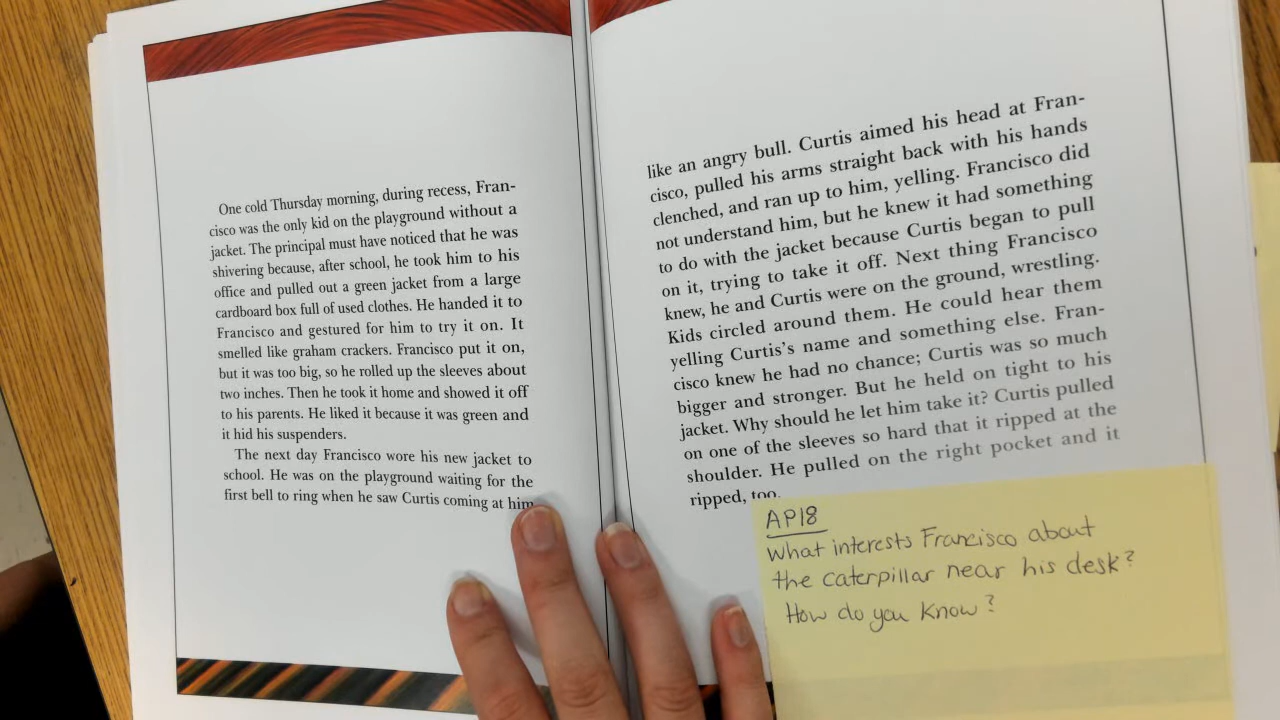 One cold Thursday morning, during recess, Fran-
cisco was the only kid on the playground without a
jacket. The principal must have noticed that he was
shivering because, after school, he took him to his
office and pulled out a green jacket from a large
cardboard box full of used clothes. He handed it to
Francisco and gestured for him to try it on. It
smelled like graham crackers. Francisco put it on,
but it was too big, so he rolled up the sleeves about
two inches. Then he took it home and showed it off
to his parents. He liked it because it was green and
it hid his suspenders.
The next day Francisco wore his new jacket to
school. He was on the playground waiting for the
first bell to ring when he saw Curtis coming at him
like an angry bull. Curtis aimed his head at Fran-
cisco, pulled his arms straight back with his hands
clenched, and ran up to him, yelling. Francisco did
not understand him, but he knew it had something
to do with the jacket because Curtis began to pull
on it, trying to take it off. Next thing Francisco
knew, he and Curtis were on the ground, wrestling.
Kids circled around them. He could hear them
yelling Curtis's name and something else. Fran-
cisco knew he had no chance; Curtis was so much
bigger and stronger. But he held on tight to his
jacket. Why should he let him take it? Curtis pulled
on one of the sleeves so hard that it ripped at the
shoulder. He pulled on the right pocket and it
ripped, too.
AP18
What interests Francisco about
the caterpillar near his desk?
How do you know?